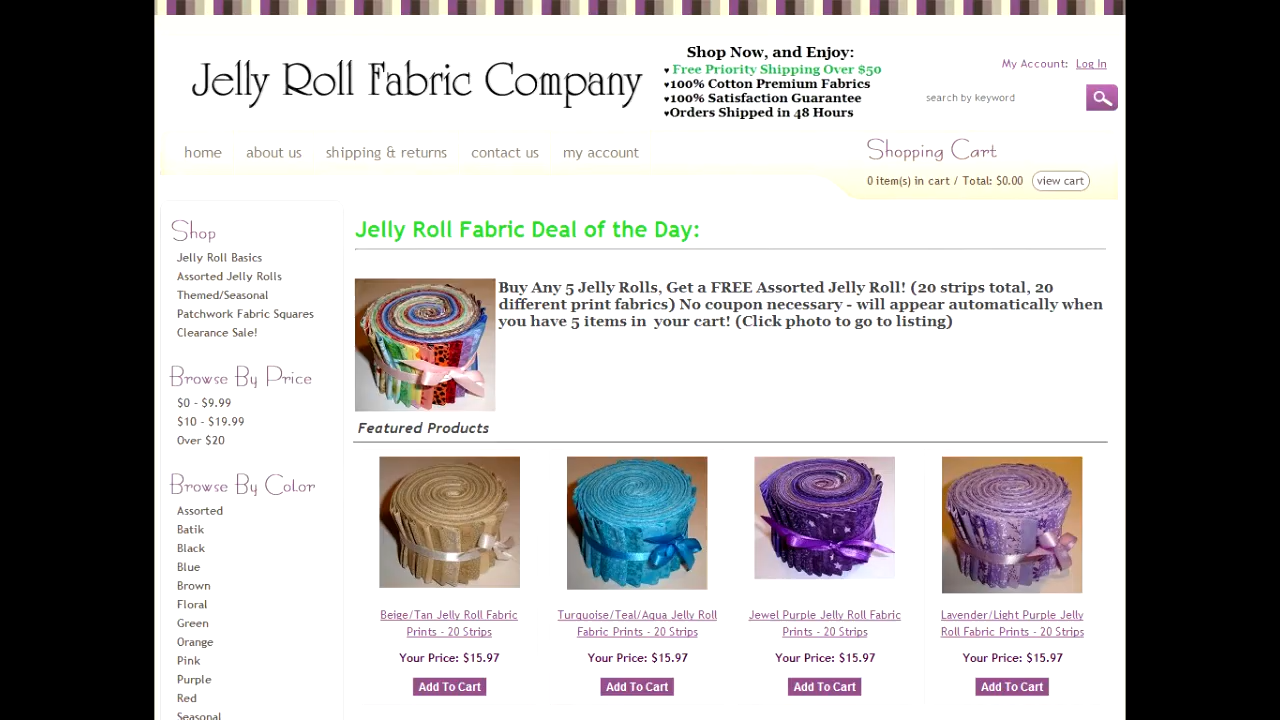 Jelly Roll Fabric Company
Shop Now, and Enjoy:
♥ Free Priority Shipping Over $50
♥100% Cotton Premium Fabrics
♥100% Satisfaction Guarantee
♥Orders Shipped in 48 Hours
My Account: Log In
search by keyword
home about us shipping & returns contact us my account
Shopping Cart
0 item(s) in cart / Total: $0.00 view cart
Shop
Jelly Roll Basics
Assorted Jelly Rolls
Themed/Seasonal
Patchwork Fabric Squares
Clearance Sale!
Browse By Price
$0 - $9.99
$10 - $19.99
Over $20
Browse By Color
Assorted
Batik
Black
Blue
Brown
Floral
Green
Orange
Pink
Purple
Red
Seasonal
Jelly Roll Fabric Deal of the Day:
Buy Any 5 Jelly Rolls, Get a FREE Assorted Jelly Roll! (20 strips total, 20
different print fabrics) No coupon necessary - will appear automatically when
you have 5 items in your cart! (Click photo to go to listing)
Featured Products
Beige/Tan Jelly Roll Fabric
Prints - 20 Strips
Your Price: $15.97
Add To Cart
Turquoise/Teal/Aqua Jelly Roll
Fabric Prints - 20 Strips
Your Price: $15.97
Add To Cart
Jewel Purple Jelly Roll Fabric
Prints - 20 Strips
Your Price: $15.97
Add To Cart
Lavender/Light Purple Jelly
Roll Fabric Prints - 20 Strips
Your Price: $15.97
Add To Cart